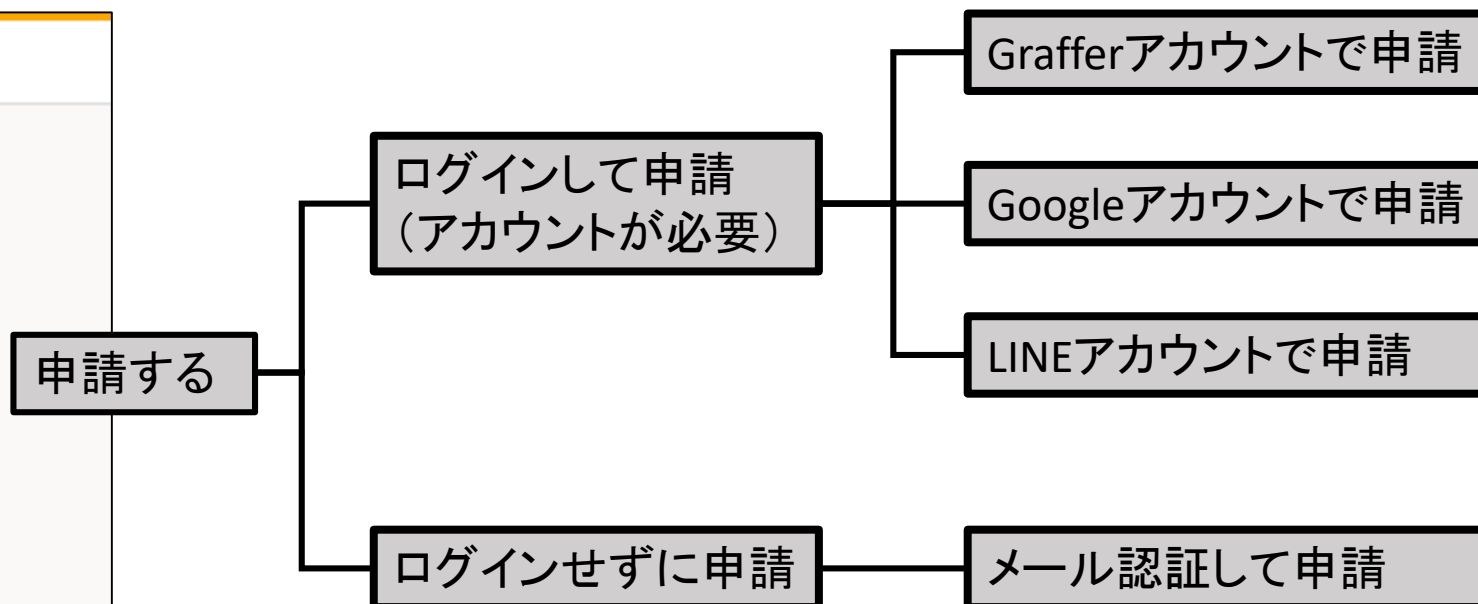 申請する
ログインして申請
（アカウントが必要）
Grafferアカウントで申請
Googleアカウントで申請
LINEアカウントで申請
ログインせずに申請
メール認証して申請